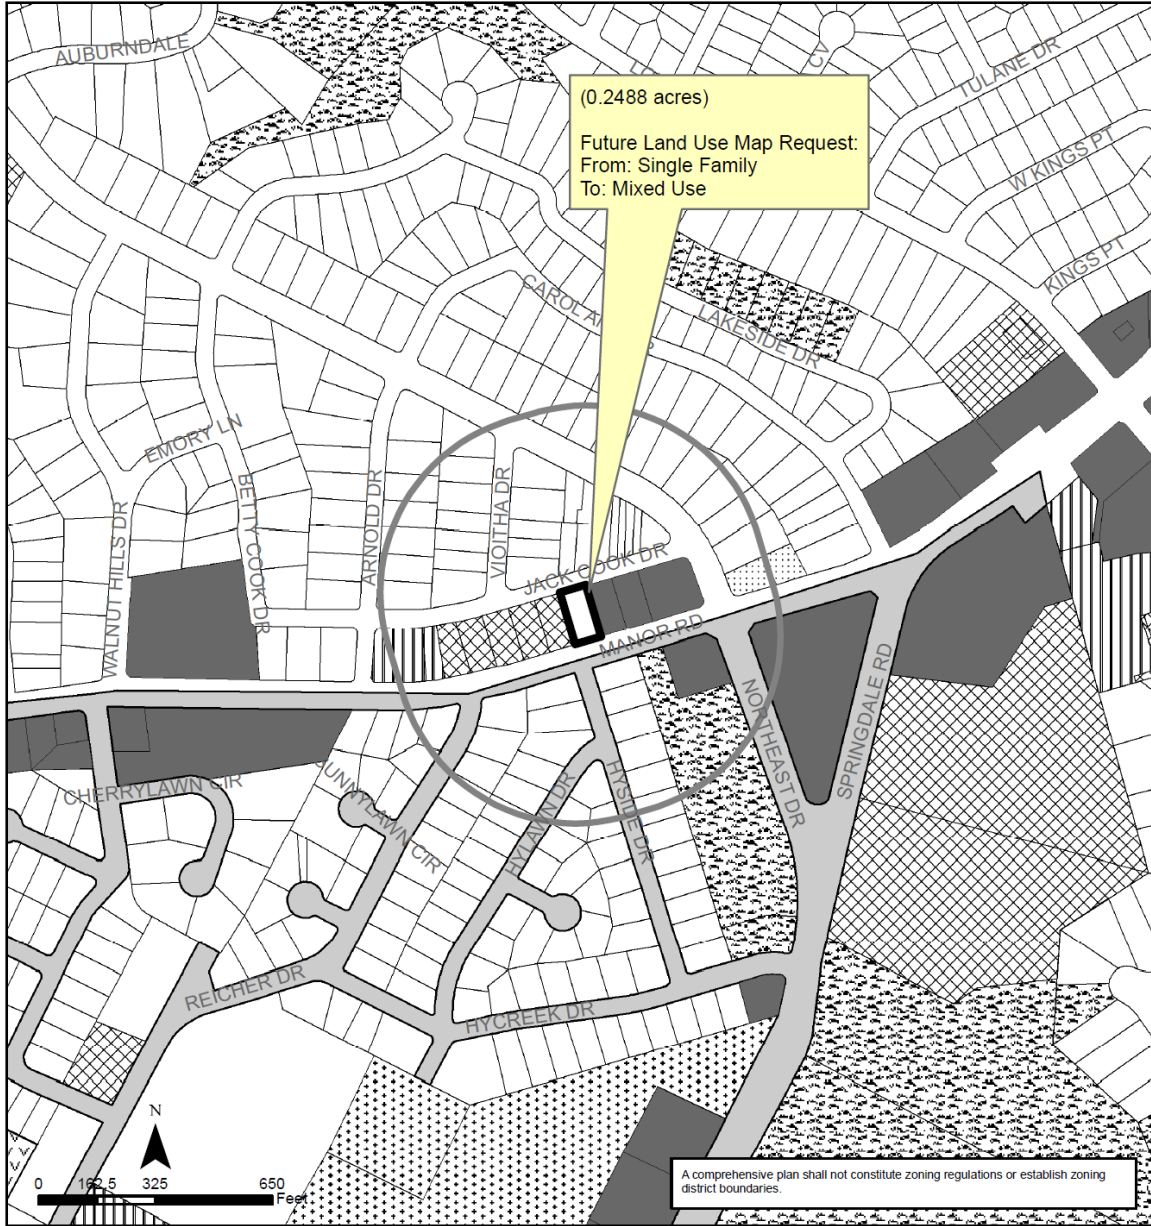 AUBURNDALE
CV
TULANE DR
(0.2488 acres)
Future Land Use Map Request:
From: Single Family
To: Mixed Use
W KINGS PT
KINGS PT
LAKESIDE DR
EMORY LN
BETTY COOK DR
ARNOLD DR
VIOITHA DR
WALNUT HILLS DR
JACK COOK DR
MANOR RD
NORTHEAST DR
SPRINGDALE RD
CHERRYLAWN CIR
SUNNYLAWN CIR
HYLAWN DR
HYSIDE DR
REICHER DR
HYCREEK DR
N
0 162.5 325 650
Feet
A comprehensive plan shall not constitute zoning regulations or establish zoning
district boundaries.